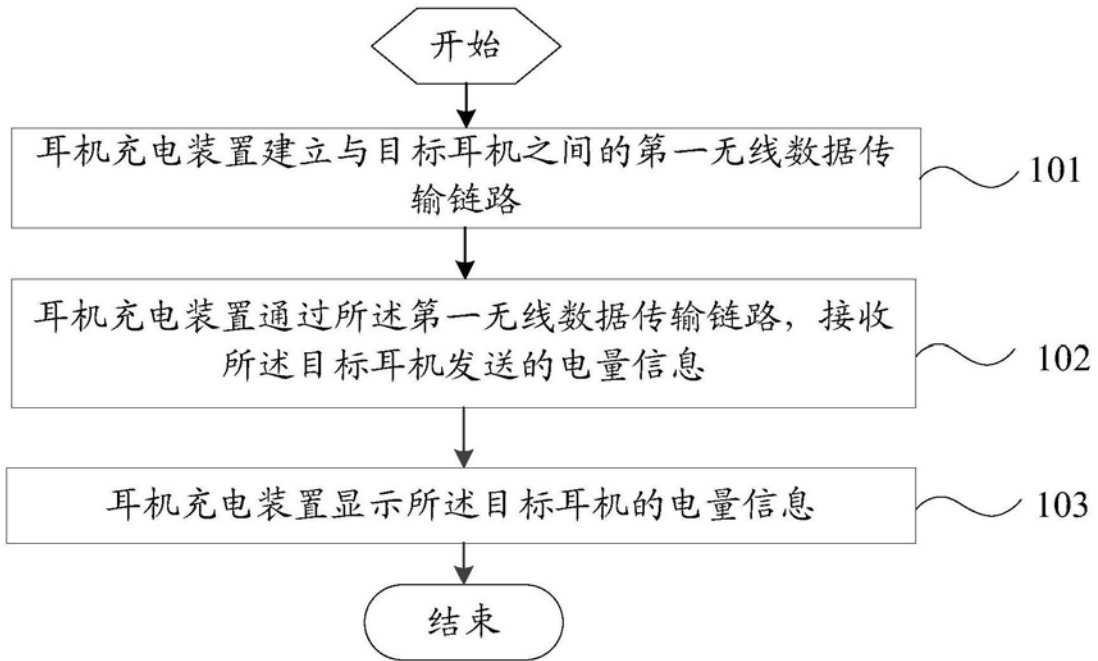 开始
耳机充电装置建立与目标耳机之间的第一无线数据传
输链路
101
耳机充电装置通过所述第一无线数据传输链路，接收
所述目标耳机发送的电量信息
102
耳机充电装置显示所述目标耳机的电量信息
103
结束